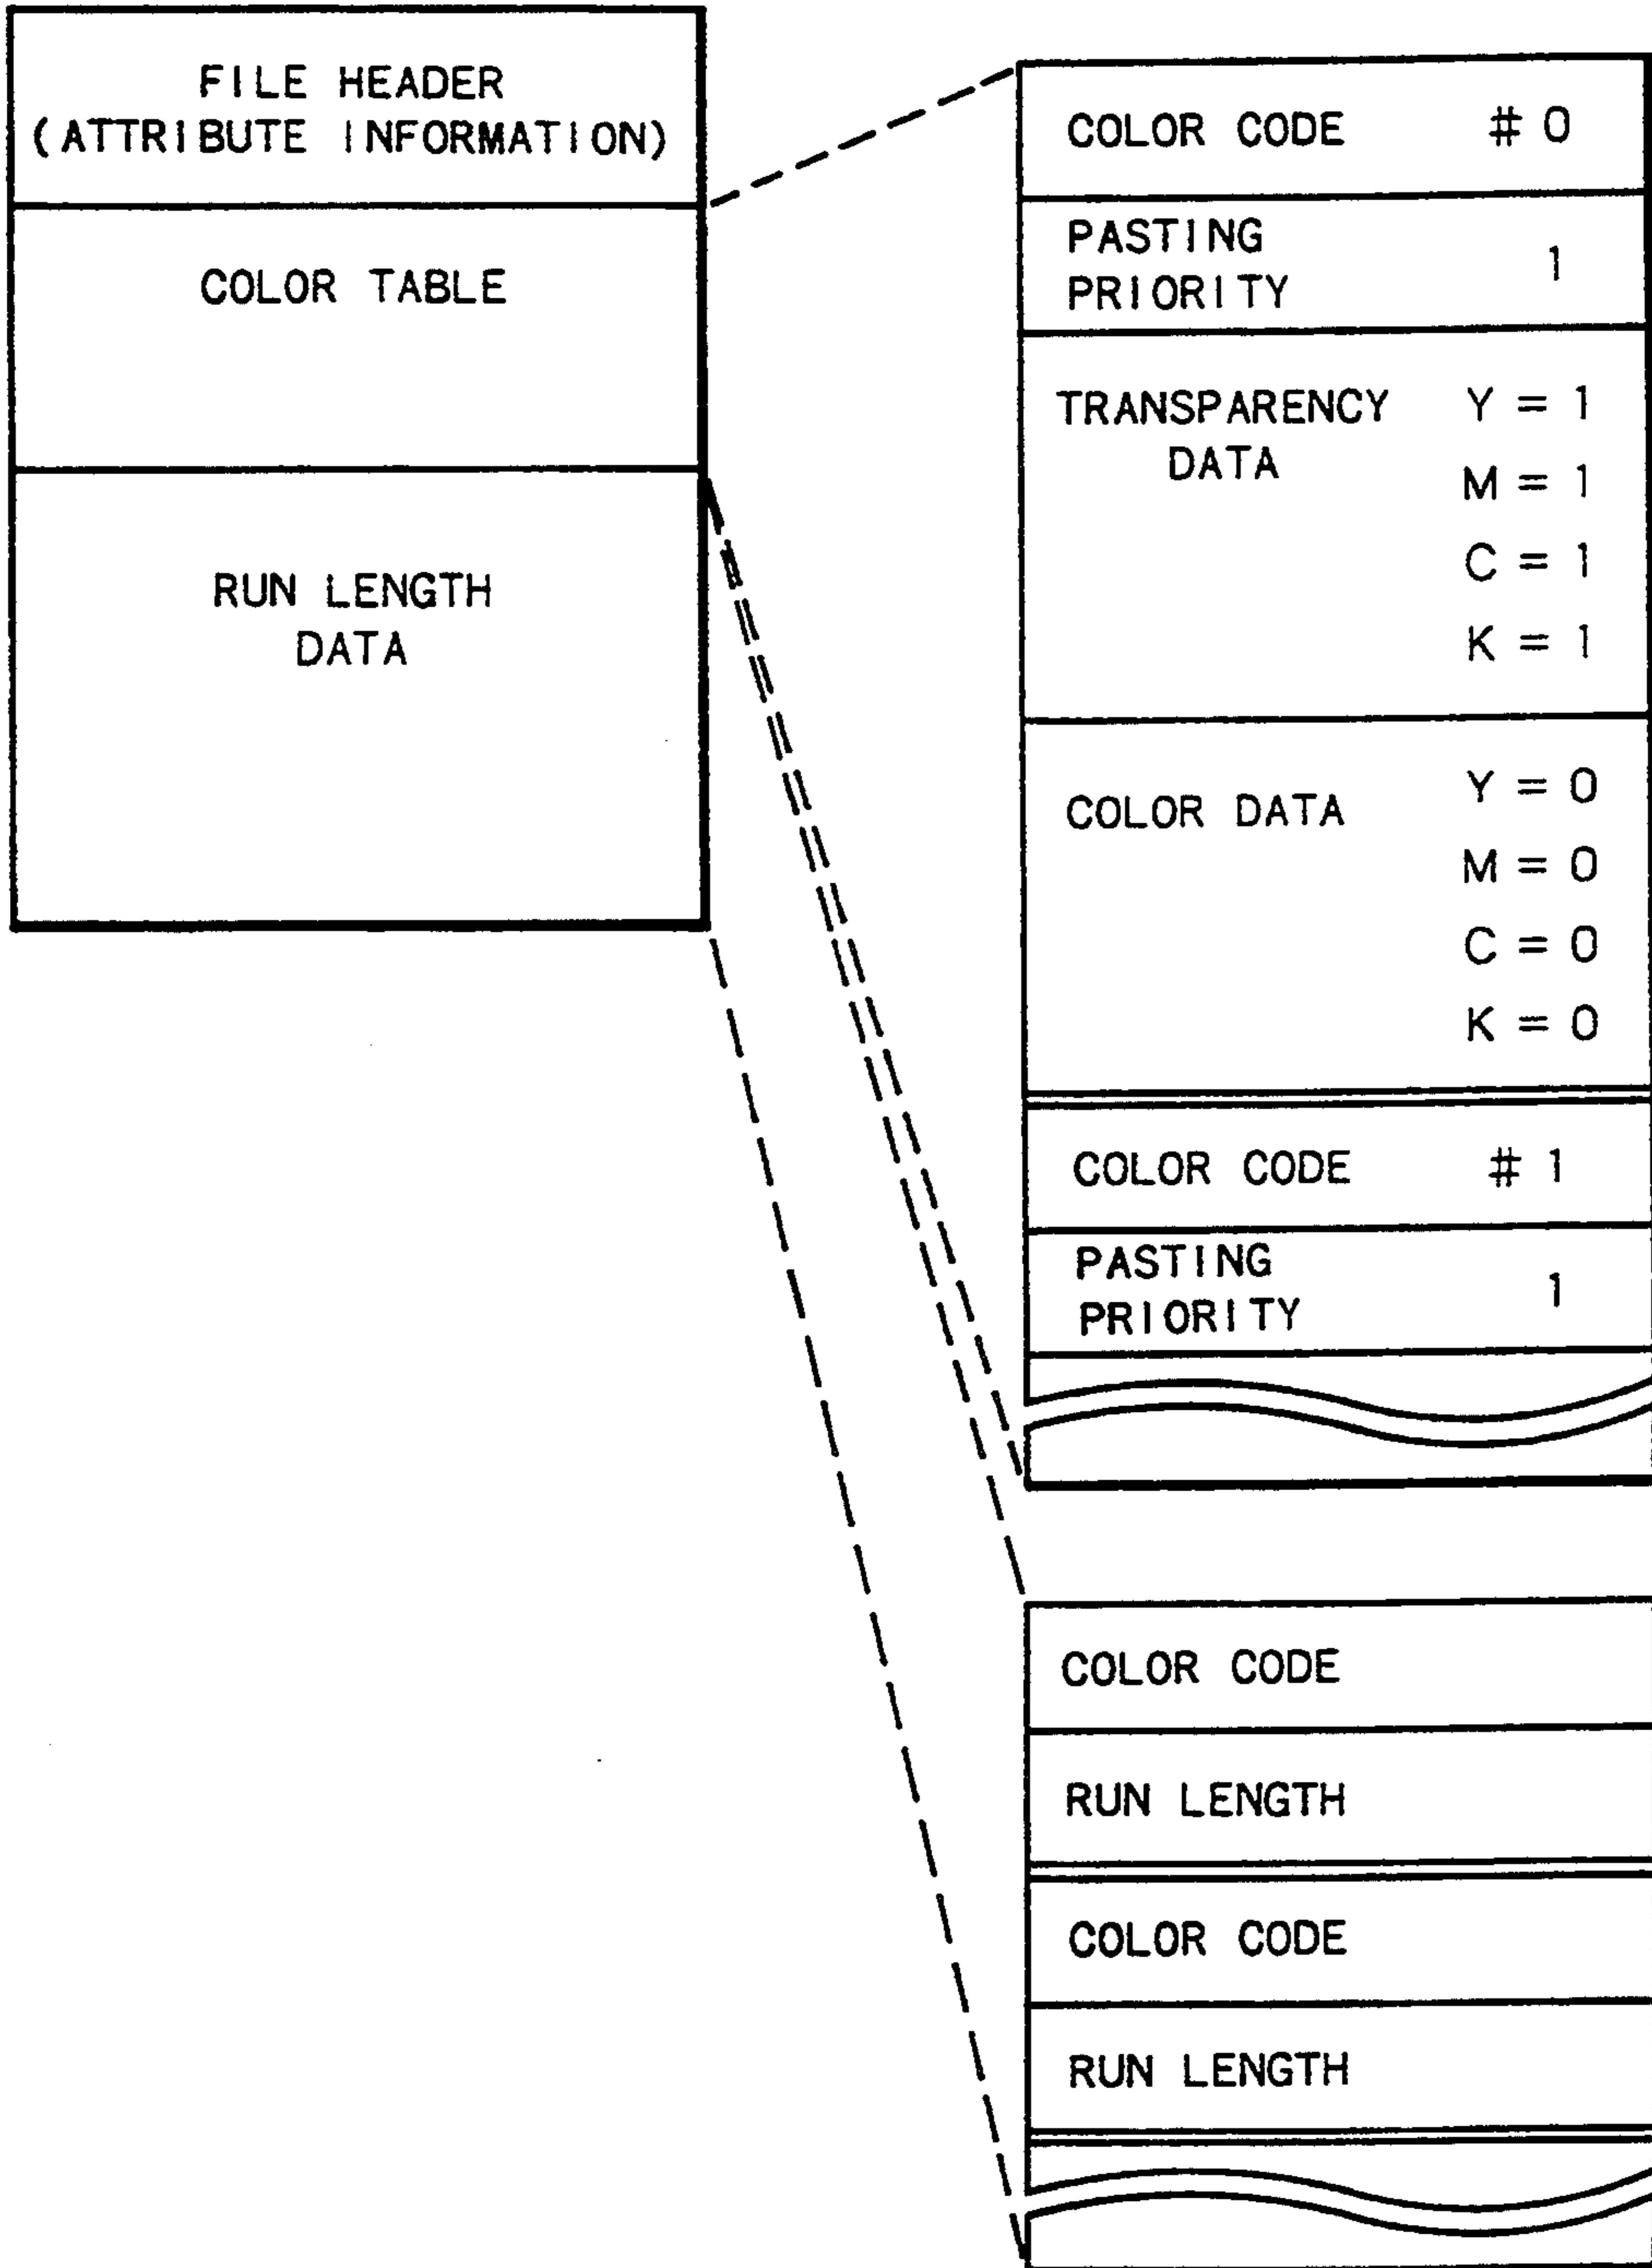 FILE HEADER
(ATTRIBUTE INFORMATION)
COLOR TABLE
RUN LENGTH
DATA
COLOR CODE # 0
PASTING
PRIORITY 1
TRANSPARENCY Y = 1
DATA M = 1
C = 1
K = 1
COLOR DATA Y = 0
M = 0
C = 0
K = 0
COLOR CODE # 1
PASTING
PRIORITY 1
COLOR CODE
RUN LENGTH
COLOR CODE
RUN LENGTH